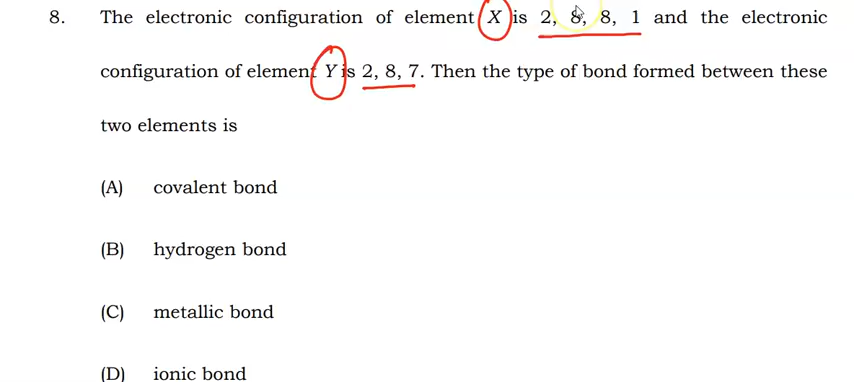 8. The electronic configuration of element X is 2, 8, 8, 1 and the electronic
configuration of element Y is 2, 8, 7. Then the type of bond formed between these
two elements is
(A) covalent bond
(B) hydrogen bond
(C) metallic bond
(D) ionic bond